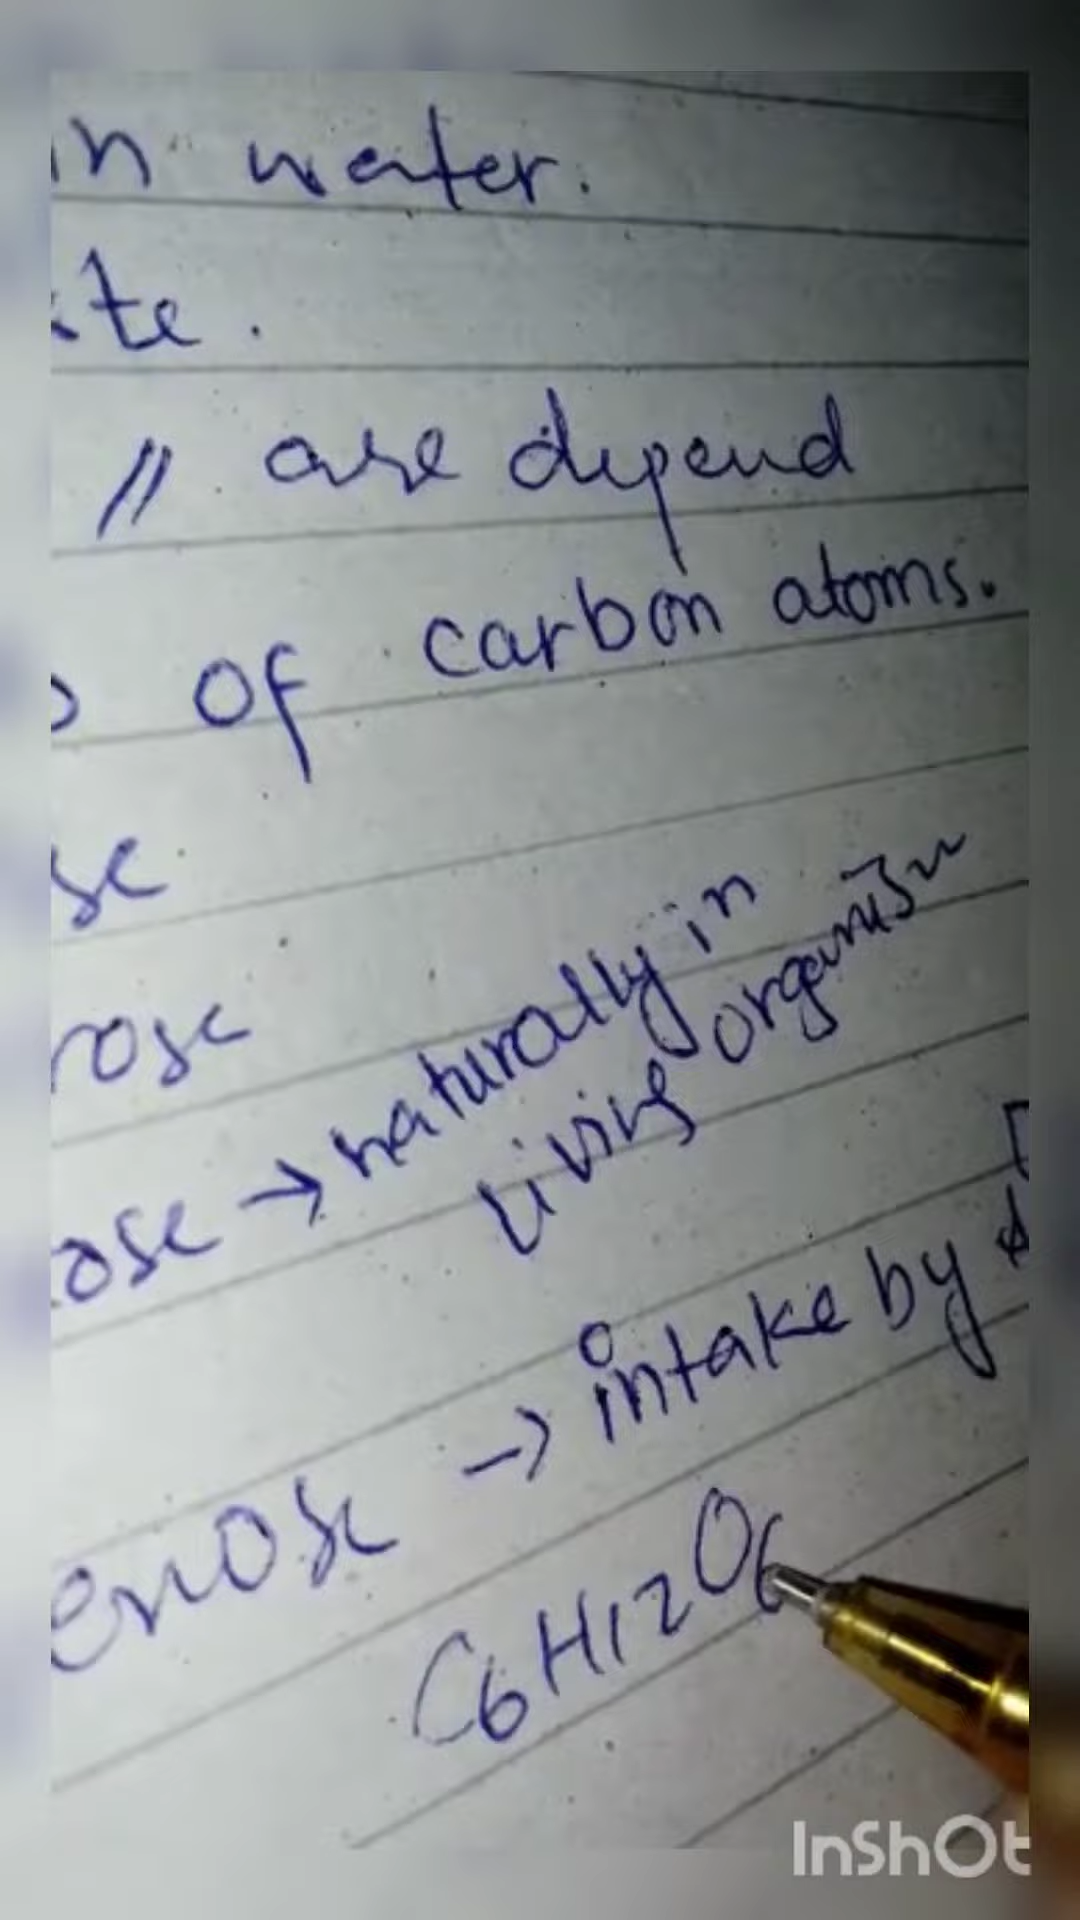 in water.
te.
〃 are depend
of carbon atoms.
se
rose
ose → naturally in
living organism
enose → intake by
C6H12O6
InShOt